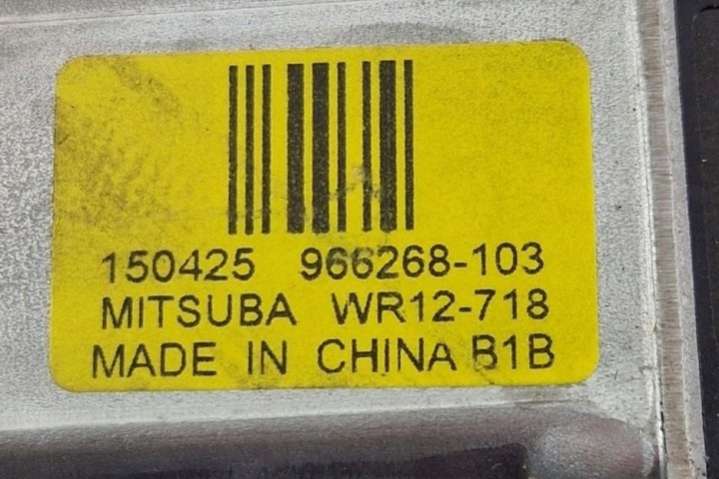 150425 966268-103
MITSUBA WR12-718
MADE IN CHINA B1B